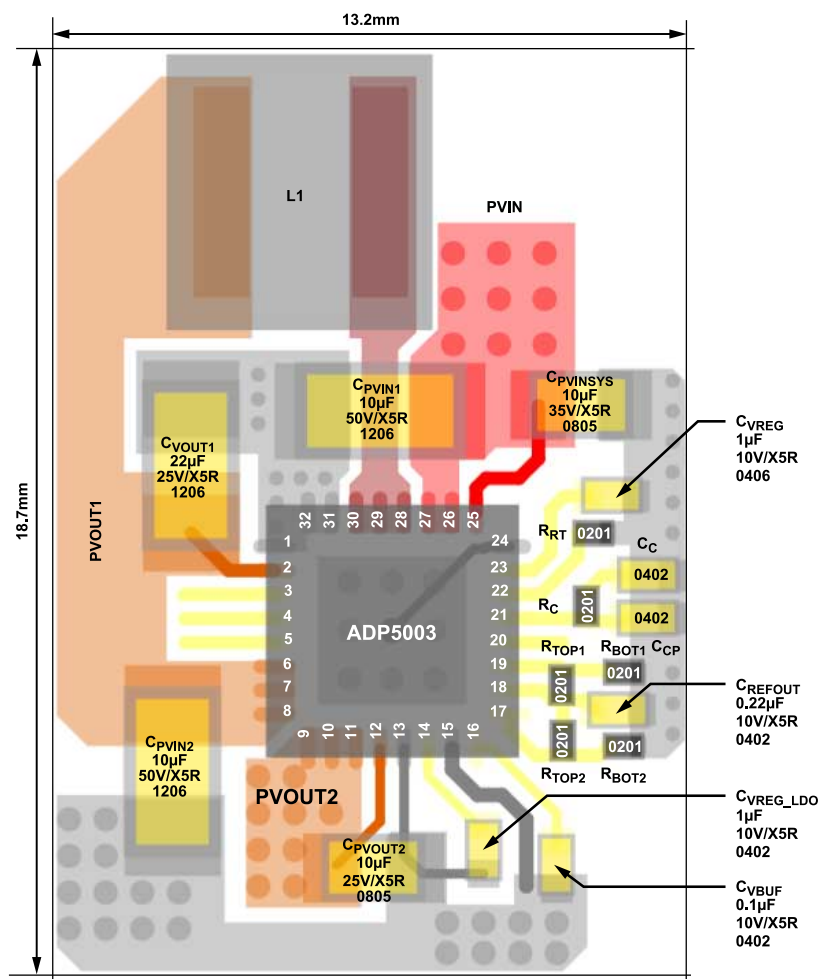 13.2mm
18.7mm
L1
PVIN
PVOUT1
CPVIN1
10µF
50V/X5R
1206
CPVINSYS
10µF
35V/X5R
0805
CVOUT1
22µF
25V/X5R
1206
CVREG
1µF
10V/X5R
0406
32 31 30 29 28 27 26 25
1 2 3 4 5 6 7 8
ADP5003
24 23 22 21 20 19 18 17
9 10 11 12 13 14 15 16
RRT
0201
CC
0402
RC
0201
0402
CCP
RTOP1
0201
RBOT1
0201
CREFOUT
0.22µF
10V/X5R
0402
0201
RTOP2
0201
RBOT2
CPVIN2
10µF
50V/X5R
1206
PVOUT2
CPVOUT2
10µF
25V/X5R
0805
CVREG_LDO
1µF
10V/X5R
0402
CVBUF
0.1µF
10V/X5R
0402